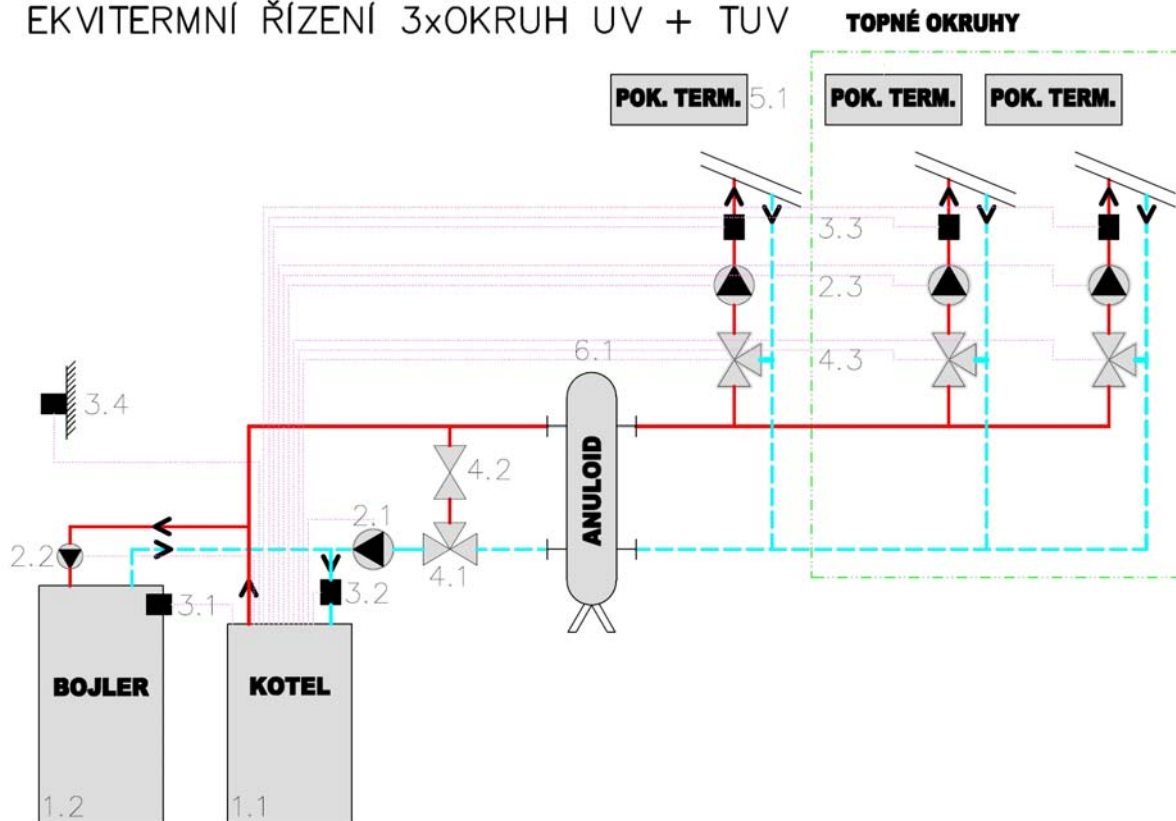 EKVITERMNÍ ŘÍZENÍ 3xOKRUH UV + TUV
TOPNÉ OKRUHY
POK. TERM. 5.1
POK. TERM.
POK. TERM.
3.3
2.3
6.1
4.3
3.4
ANULOID
4.2
2.1
2.2
4.1
3.1
3.2
BOJLER
KOTEL
1.2
1.1